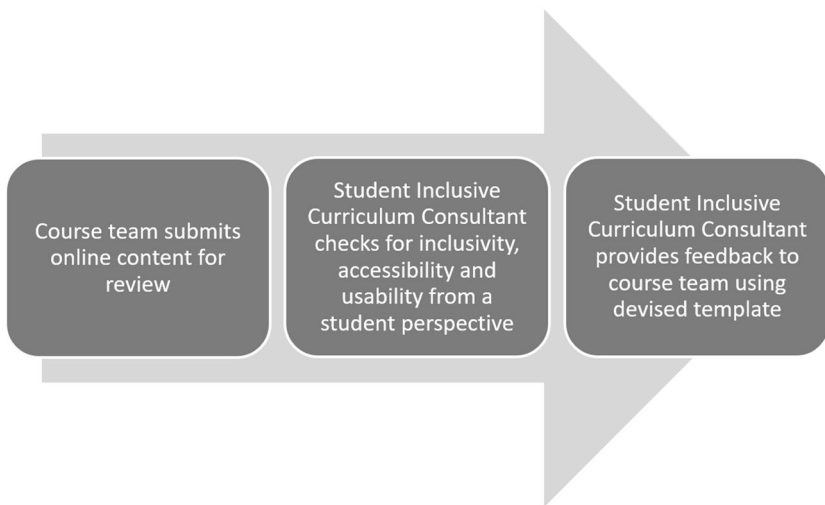 Course team submits
online content for
review
Student Inclusive
Curriculum Consultant
checks for inclusivity,
accessibility and
usability from a
student perspective
Student Inclusive
Curriculum Consultant
provides feedback to
course team using
devised template